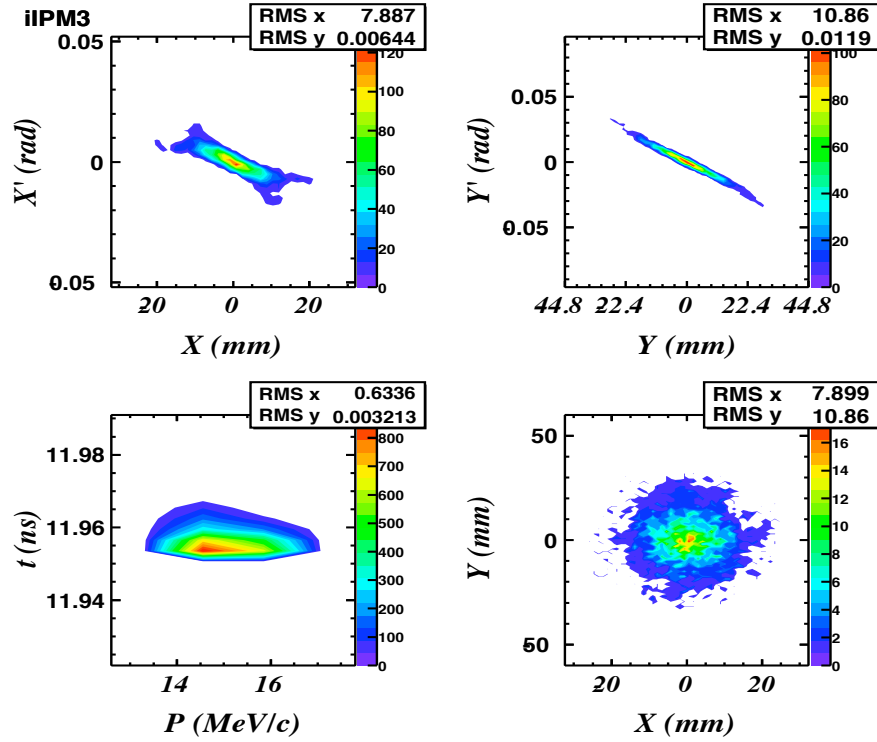 iIPM3
RMS x 7.887
RMS y 0.00644
0.05
0
-0.05
X' (rad)
-20 0 20
X (mm)
120
100
80
60
40
20
0
RMS x 10.86
RMS y 0.0119
0.05
0
-0.05
Y' (rad)
44.8 -22.4 0 22.4 44.8
Y (mm)
100
80
60
40
20
0
RMS x 0.6336
RMS y 0.003213
11.98
11.96
11.94
t (ns)
14 16
P (MeV/c)
800
700
600
500
400
300
200
100
0
RMS x 7.899
RMS y 10.86
50
0
-50
Y (mm)
-20 0 20
X (mm)
16
14
12
10
8
6
4
2
0